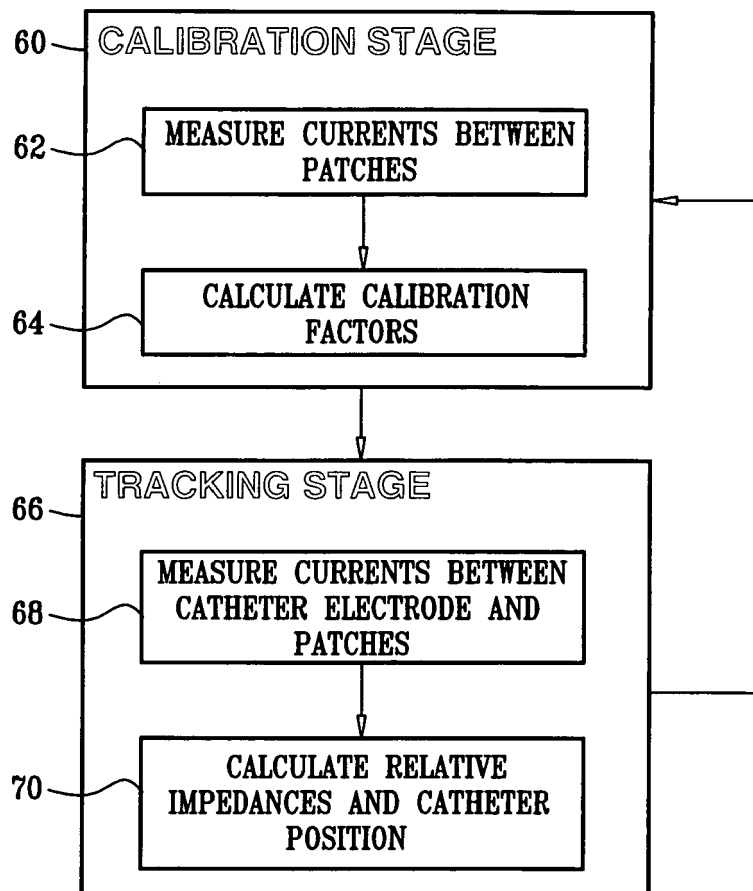 60
CALIBRATION STAGE
62
MEASURE CURRENTS BETWEEN
PATCHES
64
CALCULATE CALIBRATION
FACTORS
66
TRACKING STAGE
68
MEASURE CURRENTS BETWEEN
CATHETER ELECTRODE AND
PATCHES
70
CALCULATE RELATIVE
IMPEDANCES AND CATHETER
POSITION